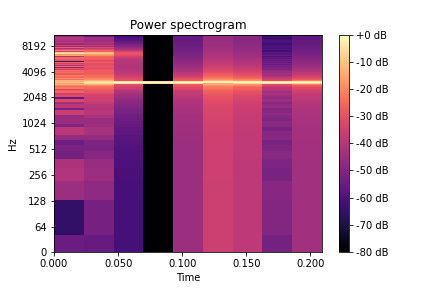 Power spectrogram
Hz
8192
4096
2048
1024
512
256
128
64
0
0.000 0.050 0.100 0.150 0.200
Time
+0 dB
-10 dB
-20 dB
-30 dB
-40 dB
-50 dB
-60 dB
-70 dB
-80 dB